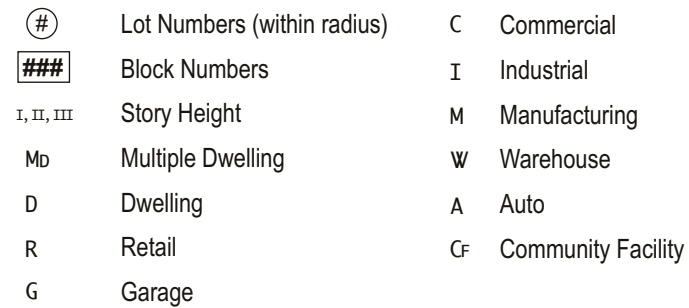 # Lot Numbers (within radius)
### Block Numbers
I, II, III Story Height
MD Multiple Dwelling
D Dwelling
R Retail
G Garage
C Commercial
I Industrial
M Manufacturing
W Warehouse
A Auto
CF Community Facility